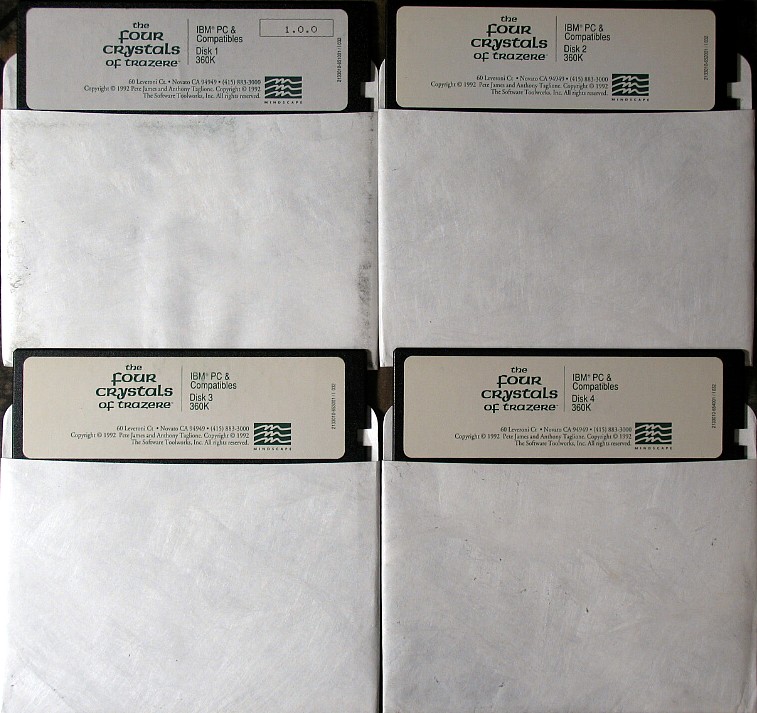 the
four
crystals
of trazere™
IBM® PC &
Compatibles
Disk 1
360K
1.0.0
60 Leveroni Ct. • Novato CA 94949 • (415) 883-3000
Copyright © 1992 Pete James and Anthony Taglione. Copyright © 1992
The Software Toolworks, Inc. All rights reserved.
MINDSCAPE
the
four
crystals
of trazere™
IBM® PC &
Compatibles
Disk 2
360K
60 Leveroni Ct. • Novato CA 94949 • (415) 883-3000
Copyright © 1992 Pete James and Anthony Taglione. Copyright © 1992
The Software Toolworks, Inc. All rights reserved.
MINDSCAPE
the
four
crystals
of trazere™
IBM® PC &
Compatibles
Disk 3
360K
60 Leveroni Ct. • Novato CA 94949 • (415) 883-3000
Copyright © 1992 Pete James and Anthony Taglione. Copyright © 1992
The Software Toolworks, Inc. All rights reserved.
MINDSCAPE
the
four
crystals
of trazere™
IBM® PC &
Compatibles
Disk 4
360K
60 Leveroni Ct. • Novato CA 94949 • (415) 883-3000
Copyright © 1992 Pete James and Anthony Taglione. Copyright © 1992
The Software Toolworks, Inc. All rights reserved.
MINDSCAPE